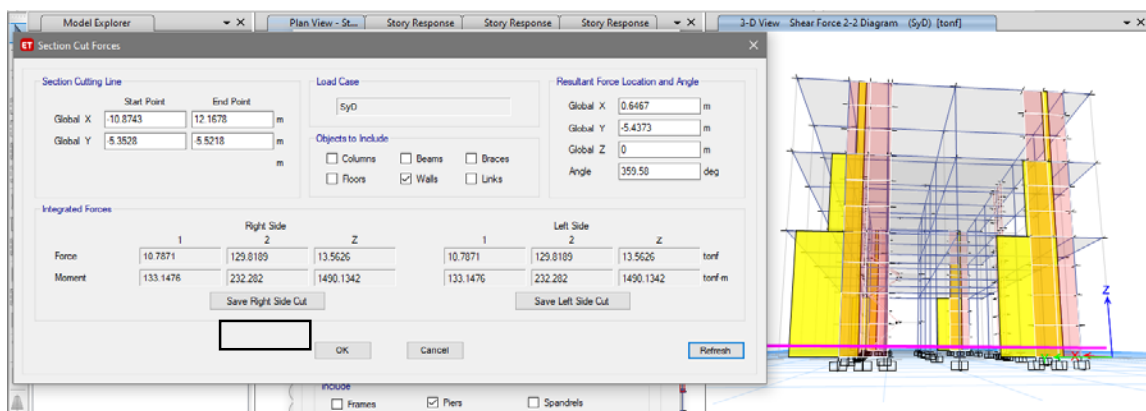 Model Explorer
Plan View - St...
Story Response
Story Response
Story Response
3-D View Shear Force 2-2 Diagram (SyD) [tonf]
ET Section Cut Forces
Section Cutting Line
Start Point End Point
Global X -10.8743 12.1678 m
Global Y -5.3528 -5.5218 m
m
Load Case
SyD
Objects to Include
Columns Beams Braces
Floors Walls Links
Resultant Force Location and Angle
Global X 0.6467 m
Global Y -5.4373 m
Global Z 0 m
Angle 359.58 deg
Integrated Forces
Right Side Left Side
1 2 Z 1 2 Z
Force 10.7871 129.8189 13.5626 10.7871 129.8189 13.5626 tonf
Moment 133.1476 232.282 1490.1342 133.1476 232.282 1490.1342 tonf-m
Save Right Side Cut Save Left Side Cut
OK Cancel Refresh
Include
Frames Piers Spandrels
Z
X